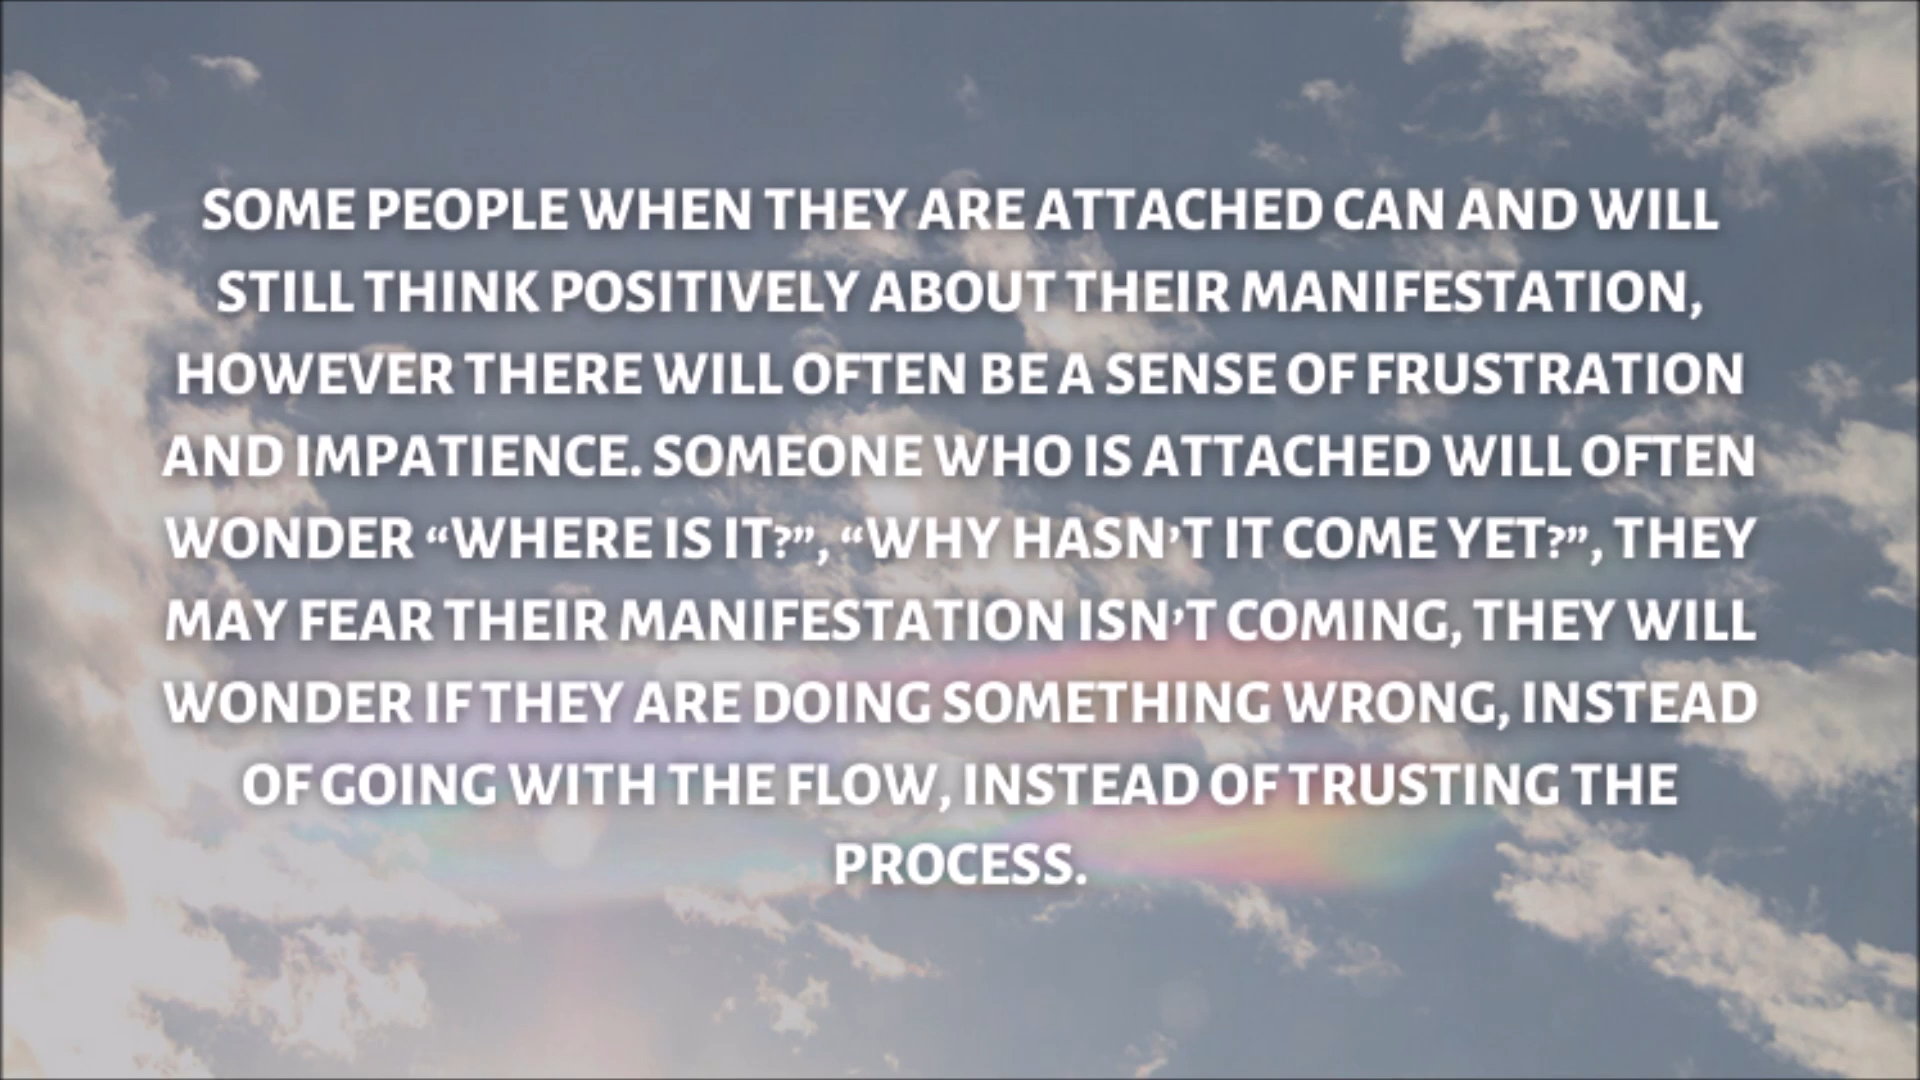 SOME PEOPLE WHEN THEY ARE ATTACHED CAN AND WILL
STILL THINK POSITIVELY ABOUT THEIR MANIFESTATION,
HOWEVER THERE WILL OFTEN BE A SENSE OF FRUSTRATION
AND IMPATIENCE. SOMEONE WHO IS ATTACHED WILL OFTEN
WONDER “WHERE IS IT?”, “WHY HASN’T IT COME YET?”, THEY
MAY FEAR THEIR MANIFESTATION ISN’T COMING, THEY WILL
WONDER IF THEY ARE DOING SOMETHING WRONG, INSTEAD
OF GOING WITH THE FLOW, INSTEAD OF TRUSTING THE
PROCESS.